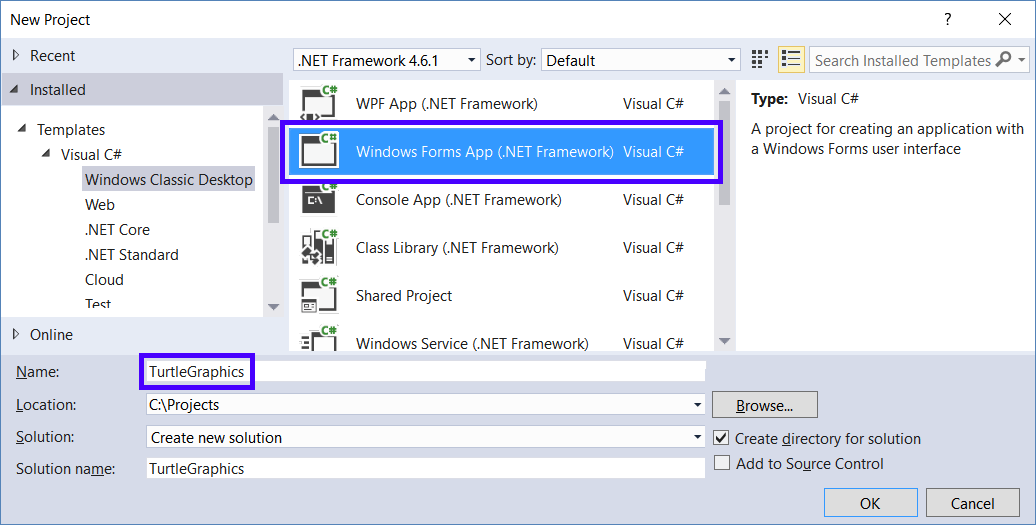 New Project
?
Recent
.NET Framework 4.6.1
Sort by:
Default
Search Installed Templates
Installed
Templates
Visual C#
Windows Classic Desktop
Web
.NET Core
.NET Standard
Cloud
Test
Online
C#
WPF App (.NET Framework)
Visual C#
C#
Windows Forms App (.NET Framework)
Visual C#
C#
C:\
Console App (.NET Framework)
Visual C#
C#
Class Library (.NET Framework)
Visual C#
C#
Shared Project
Visual C#
C#
Windows Service (.NET Framework)
Visual C#
Type: Visual C#
A project for creating an application with
a Windows Forms user interface
Name:
TurtleGraphics
Location:
C:\Projects
Browse...
Solution:
Create new solution
Create directory for solution
Solution name:
TurtleGraphics
Add to Source Control
OK
Cancel